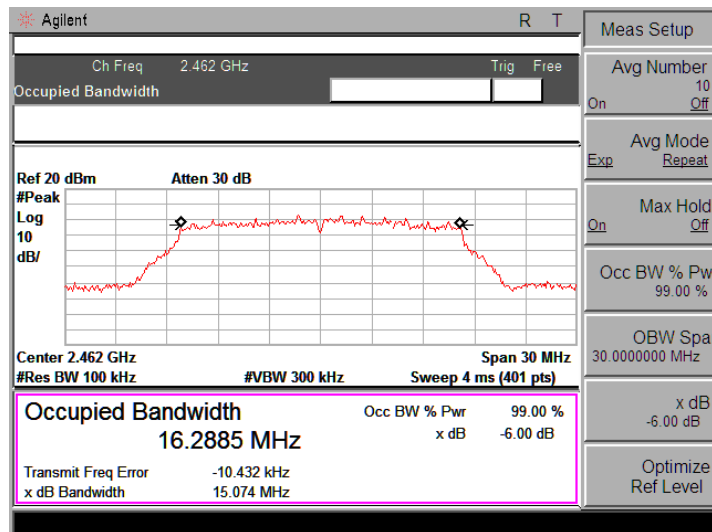 Agilent R T
Ch Freq 2.462 GHz Trig Free
Occupied Bandwidth
Ref 20 dBm Atten 30 dB
#Peak
Log
10
dB/
Center 2.462 GHz Span 30 MHz
#Res BW 100 kHz #VBW 300 kHz Sweep 4 ms (401 pts)
Occupied Bandwidth Occ BW % Pwr 99.00 %
16.2885 MHz x dB -6.00 dB
Transmit Freq Error -10.432 kHz
x dB Bandwidth 15.074 MHz
Meas Setup
Avg Number
10
On Off
Avg Mode
Exp Repeat
Max Hold
On Off
Occ BW % Pw
99.00 %
OBW Spa
30.0000000 MHz
x dB
-6.00 dB
Optimize
Ref Level